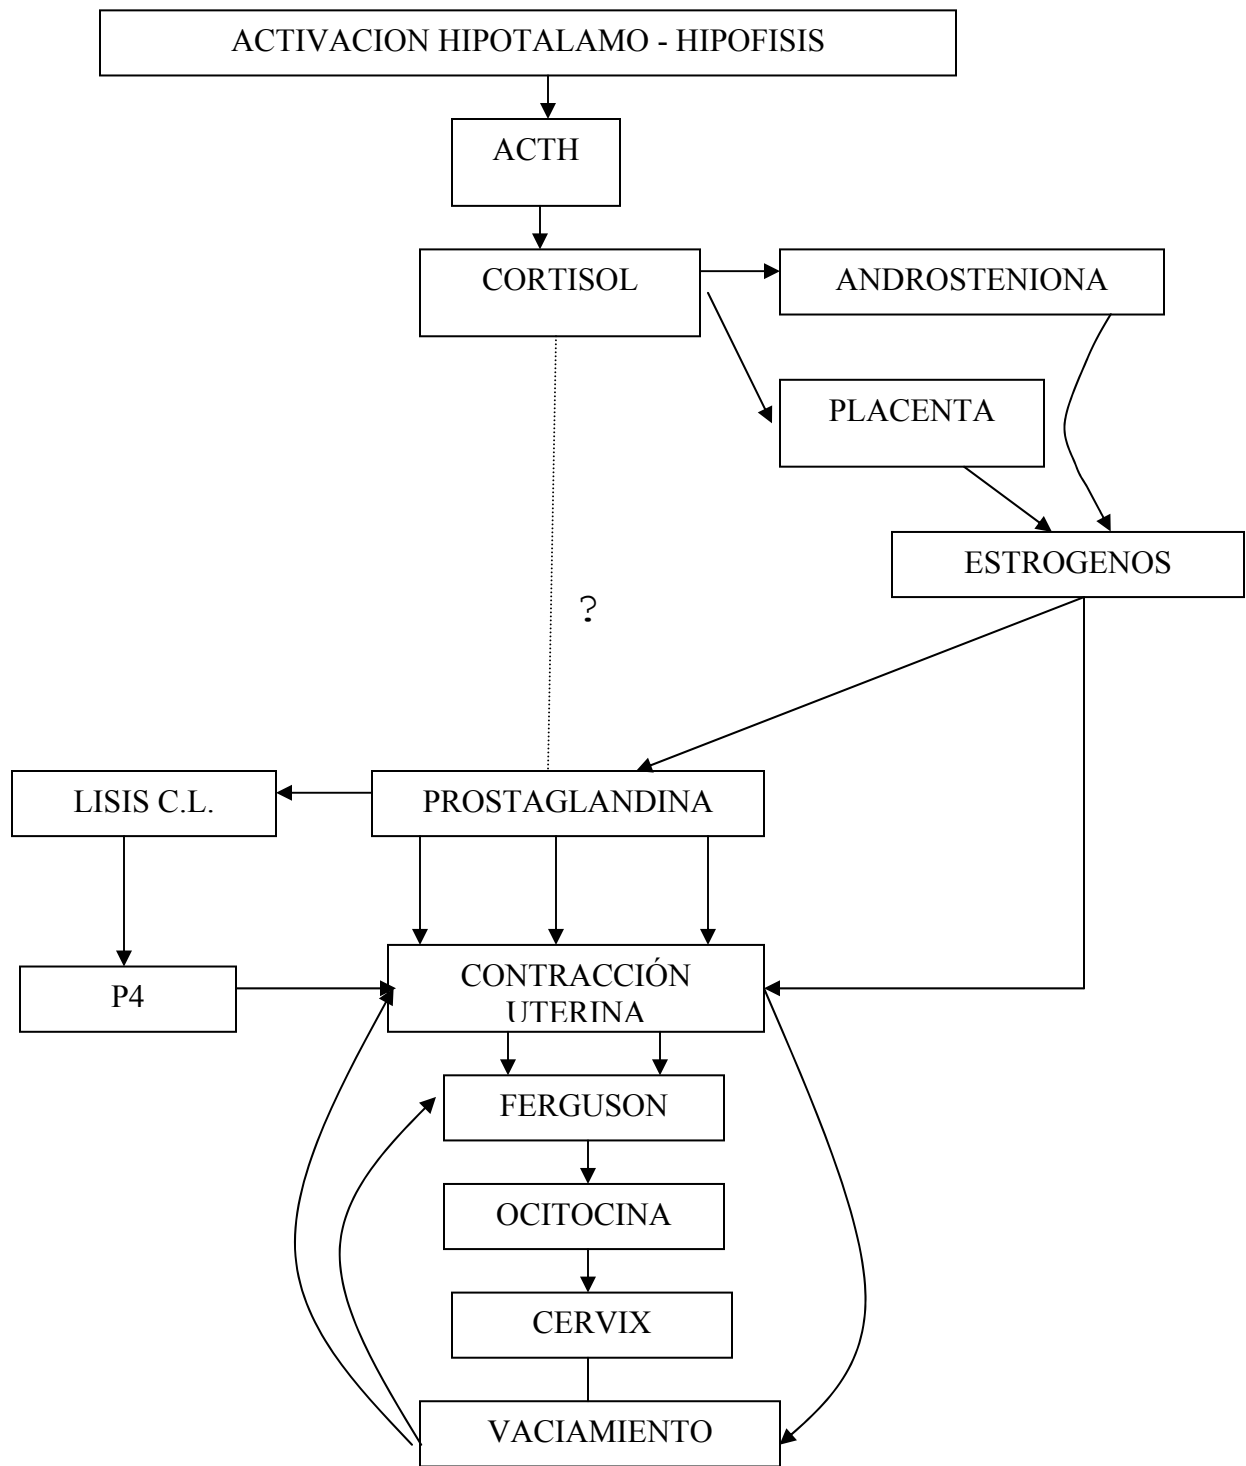 ACTIVACION HIPOTALAMO - HIPOFISIS
ACTH
CORTISOL
ANDROSTENIONA
PLACENTA
ESTROGENOS
?
LISIS C.L.
PROSTAGLANDINA
P4
CONTRACCIÓN
UTERINA
FERGUSON
OCITOCINA
CERVIX
VACIAMIENTO